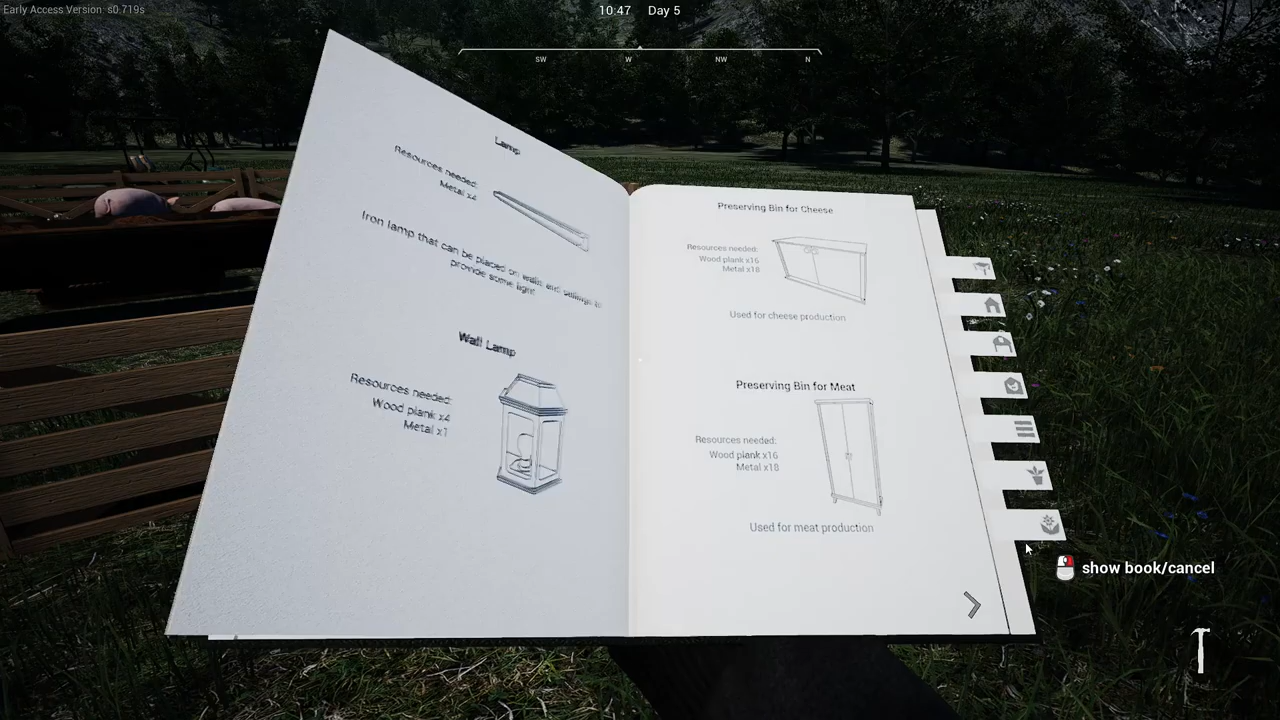 Early Access Version: s0.719s
10:47 Day 5
SW W NW N
Lamp
Resources needed:
Metal x4
Iron lamp that can be placed on walls and ceilings to
provide some light
Wall Lamp
Resources needed:
Wood plank x4
Metal x1
Preserving Bin for Cheese
Resources needed:
Wood plank x16
Metal x18
Used for cheese production
Preserving Bin for Meat
Resources needed:
Wood plank x16
Metal x18
Used for meat production
show book/cancel